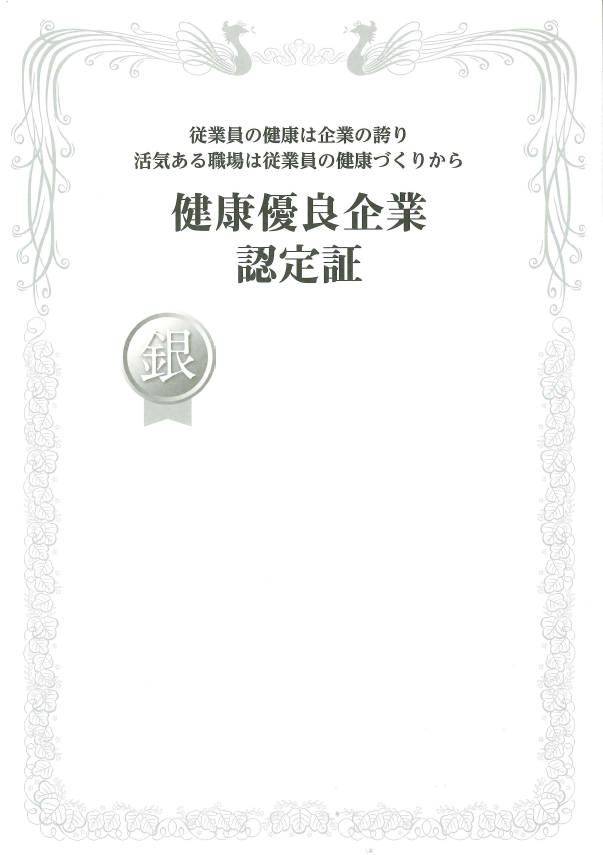 従業員の健康は企業の誇り
活気ある職場は従業員の健康づくりから
健康優良企業
認定証
銀